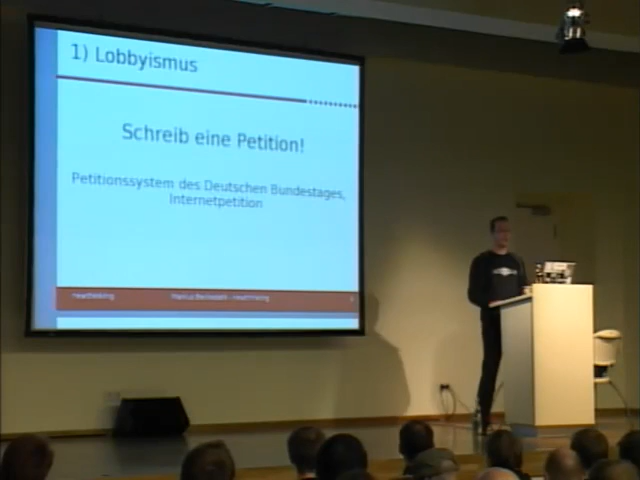 1) Lobbyismus
Schreib eine Petition!
Petitionssystem des Deutschen Bundestages,
Internetpetition